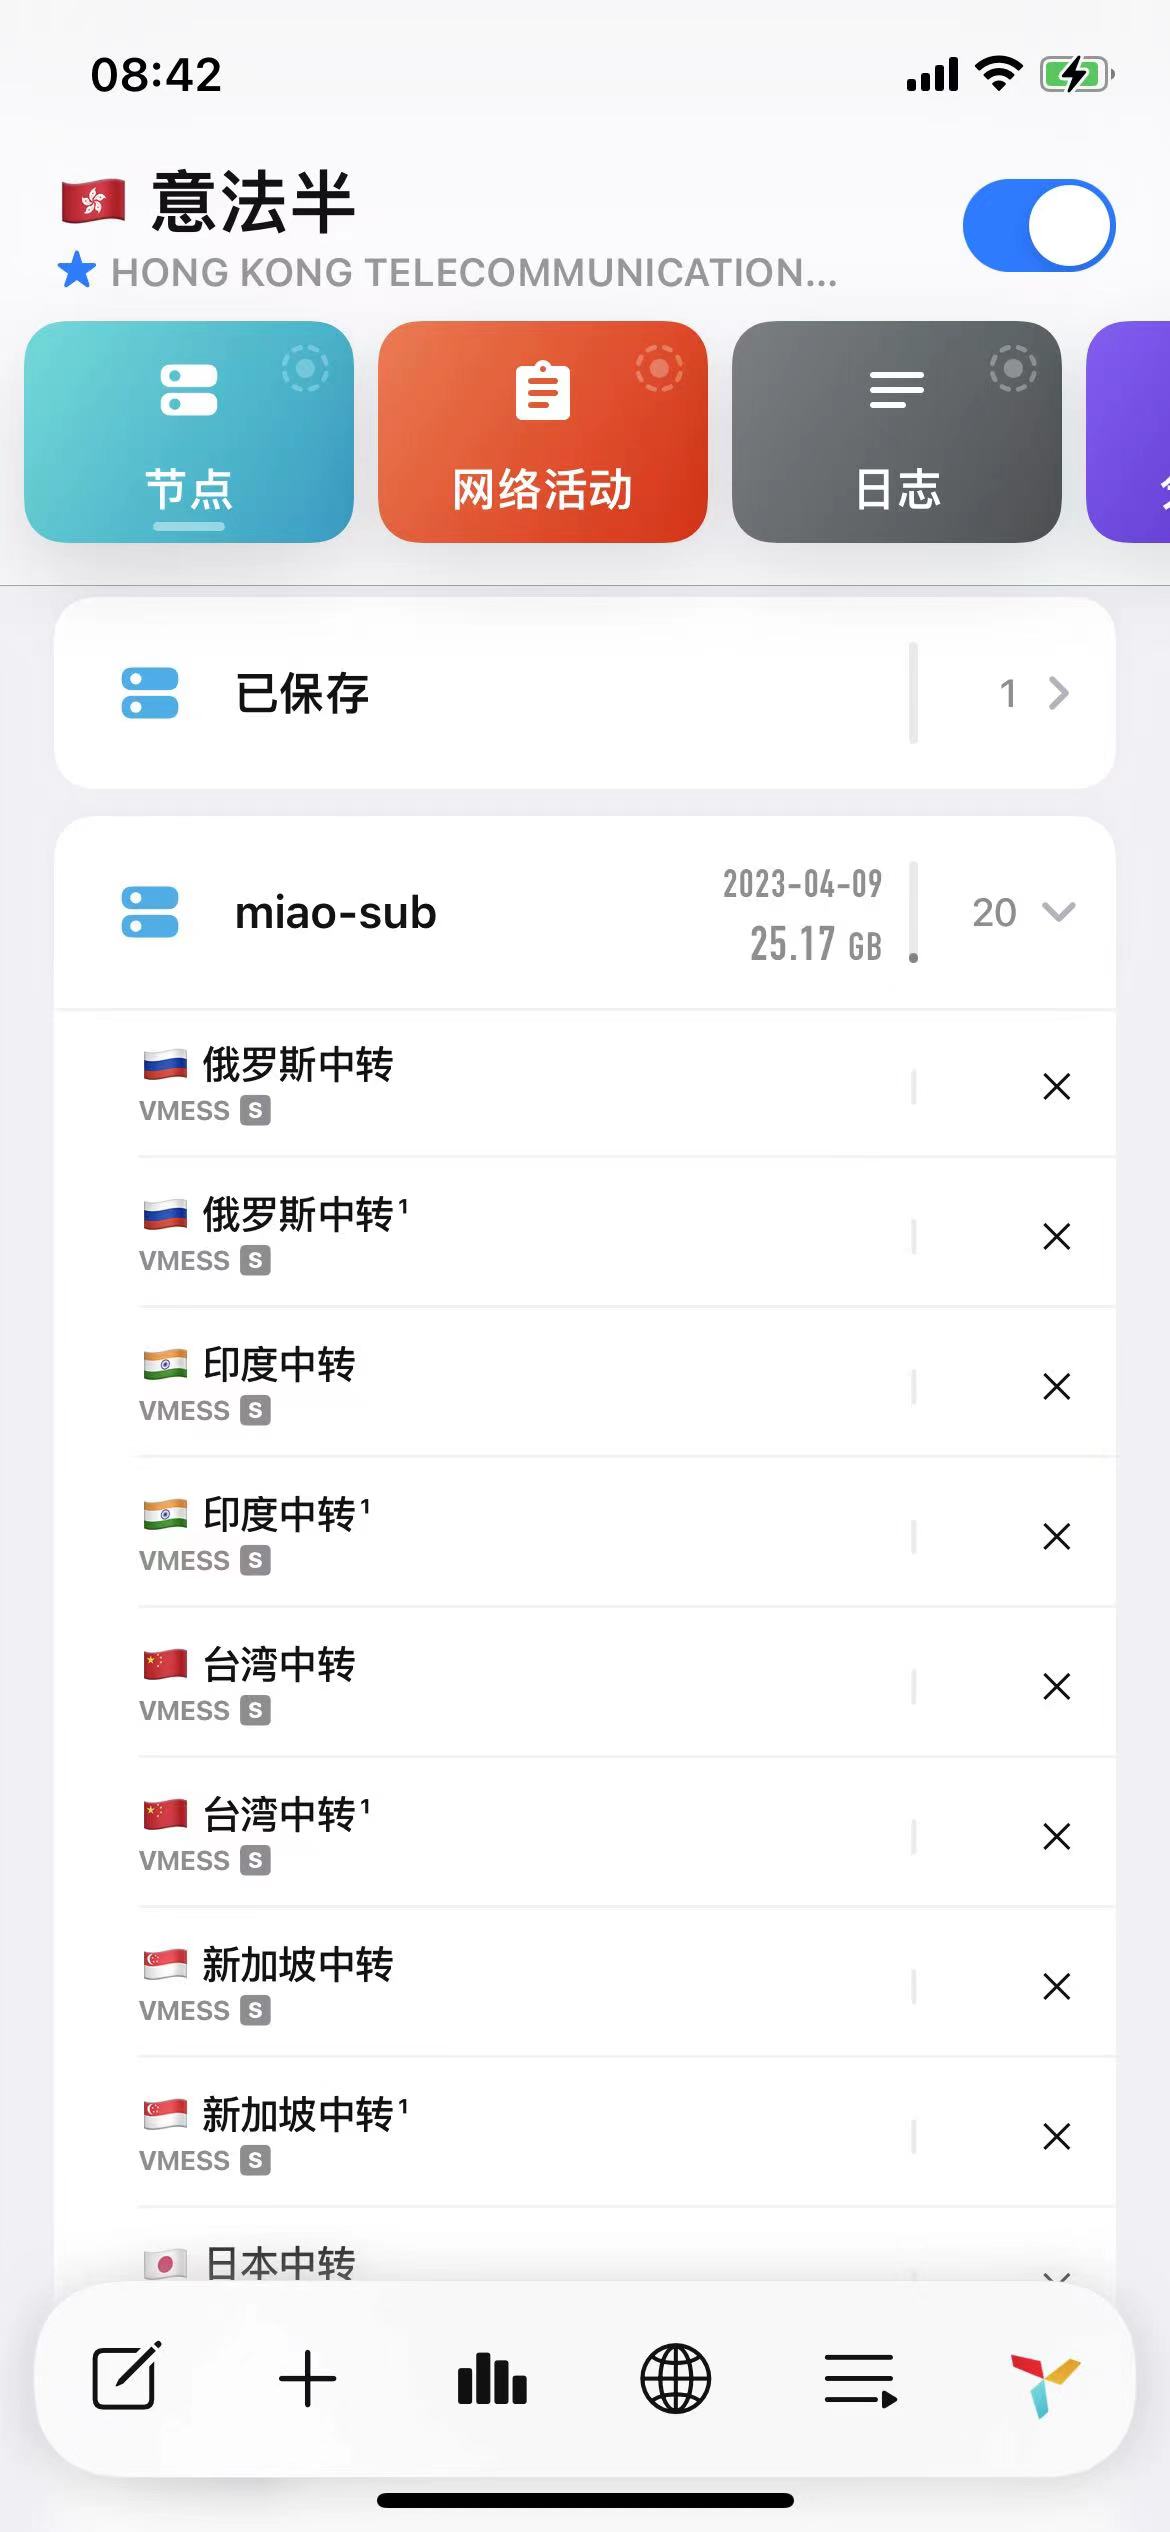 08:42
意法半
HONG KONG TELECOMMUNICATION...
节点
网络活动
日志
已保存
1
miao-sub
2023-04-09
25.17 GB
20
俄罗斯中转
VMESS S
俄罗斯中转¹
VMESS S
印度中转
VMESS S
印度中转¹
VMESS S
台湾中转
VMESS S
台湾中转¹
VMESS S
新加坡中转
VMESS S
新加坡中转¹
VMESS S
日本中转